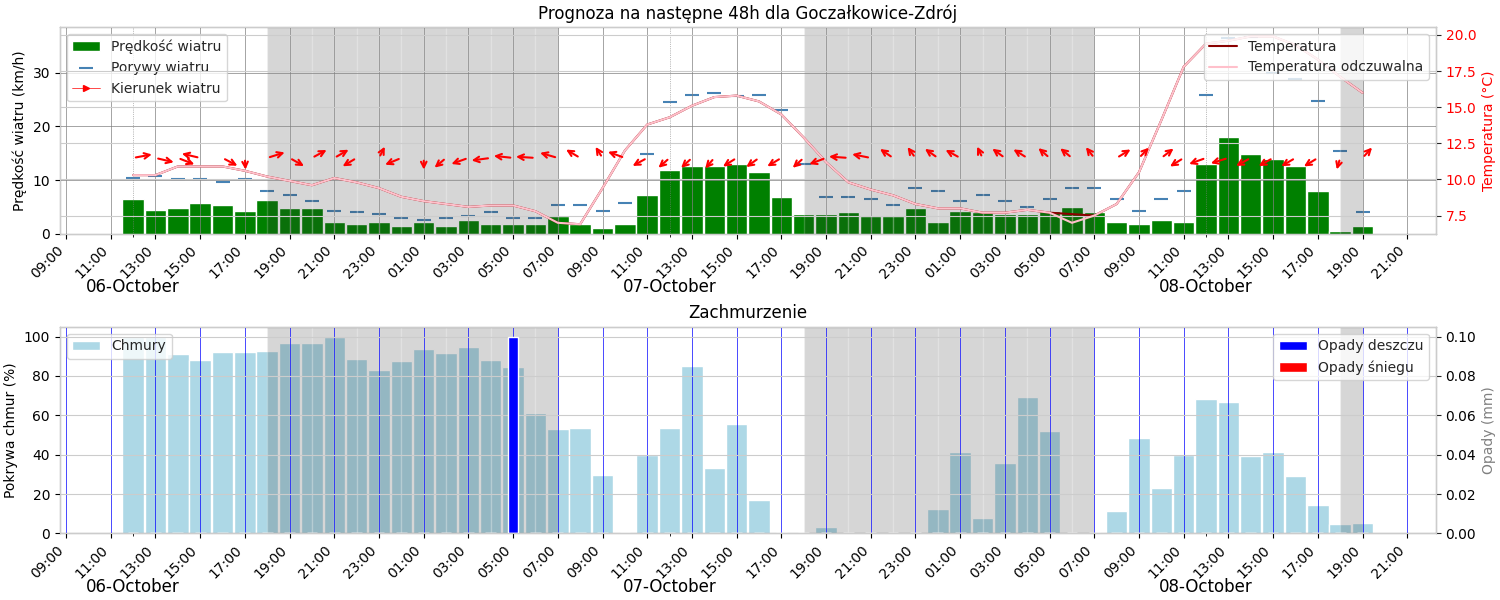 Prognoza na następne 48h dla Goczałkowice-Zdrój
Prędkość wiatru
Porywy wiatru
Kierunek wiatru
Temperatura
Temperatura odczuwalna
Prędkość wiatru (km/h)
30
20
10
0
20.0
17.5
15.0
12.5
10.0
7.5
Temperatura (°C)
09:00 11:00 13:00 15:00 17:00 19:00 21:00 23:00 01:00 03:00 05:00 07:00 09:00 11:00 13:00 15:00 17:00 19:00 21:00 23:00 01:00 03:00 05:00 07:00 09:00 11:00 13:00 15:00 17:00 19:00 21:00
06-October 07-October 08-October
Zachmurzenie
Chmury
Opady deszczu
Opady śniegu
Pokrywa chmur (%)
100
80
60
40
20
0
0.10
0.08
0.06
0.04
0.02
0.00
Opady (mm)
09:00 11:00 13:00 15:00 17:00 19:00 21:00 23:00 01:00 03:00 05:00 07:00 09:00 11:00 13:00 15:00 17:00 19:00 21:00 23:00 01:00 03:00 05:00 07:00 09:00 11:00 13:00 15:00 17:00 19:00 21:00
06-October 07-October 08-October